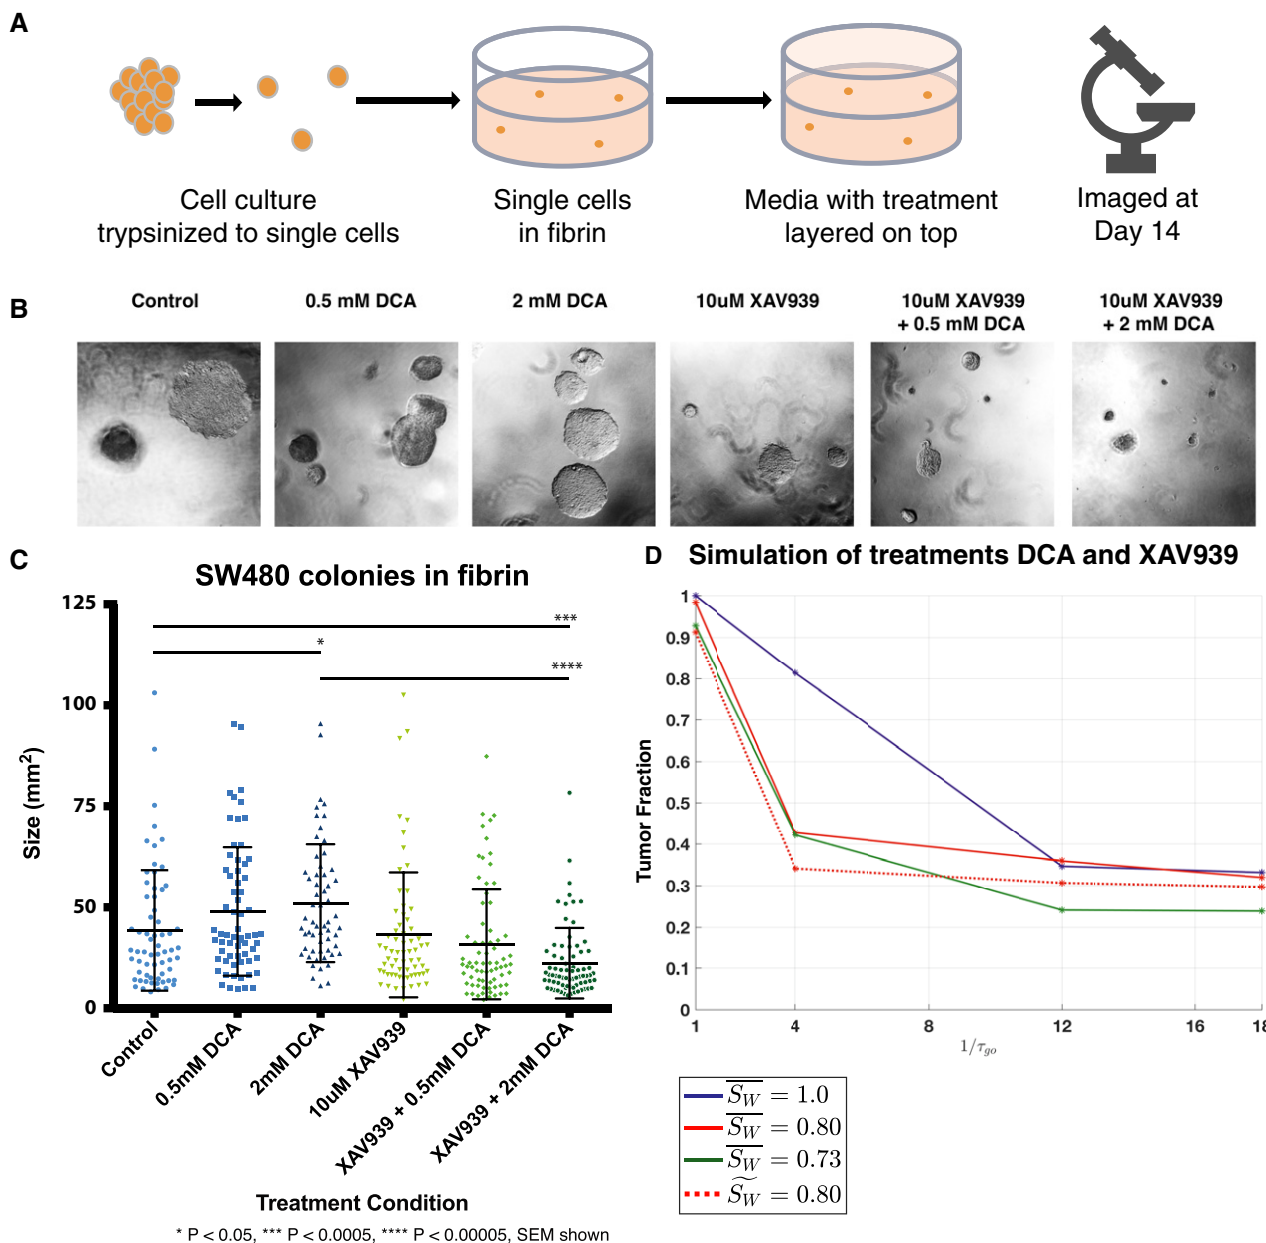 A
Cell culture
trypsinized to single cells
Single cells
in fibrin
Media with treatment
layered on top
Imaged at
Day 14
B
Control
0.5 mM DCA
2 mM DCA
10uM XAV939
10uM XAV939
+ 0.5 mM DCA
10uM XAV939
+ 2 mM DCA
C
SW480 colonies in fibrin
125
100
75
50
25
0
Size (mm²)
***
*
****
Control
0.5mM DCA
2mM DCA
10uM XAV939
XAV939 + 0.5mM DCA
XAV939 + 2mM DCA
Treatment Condition
* P < 0.05, *** P < 0.0005, **** P < 0.00005, SEM shown
D
Simulation of treatments DCA and XAV939
1
0.9
0.8
0.7
0.6
0.5
0.4
0.3
0.2
0.1
0
Tumor Fraction
1 4 8 12 16 18
1/τgo
S̅W̅ = 1.0
S̅W̅ = 0.80
S̅W̅ = 0.73
S̃W = 0.80